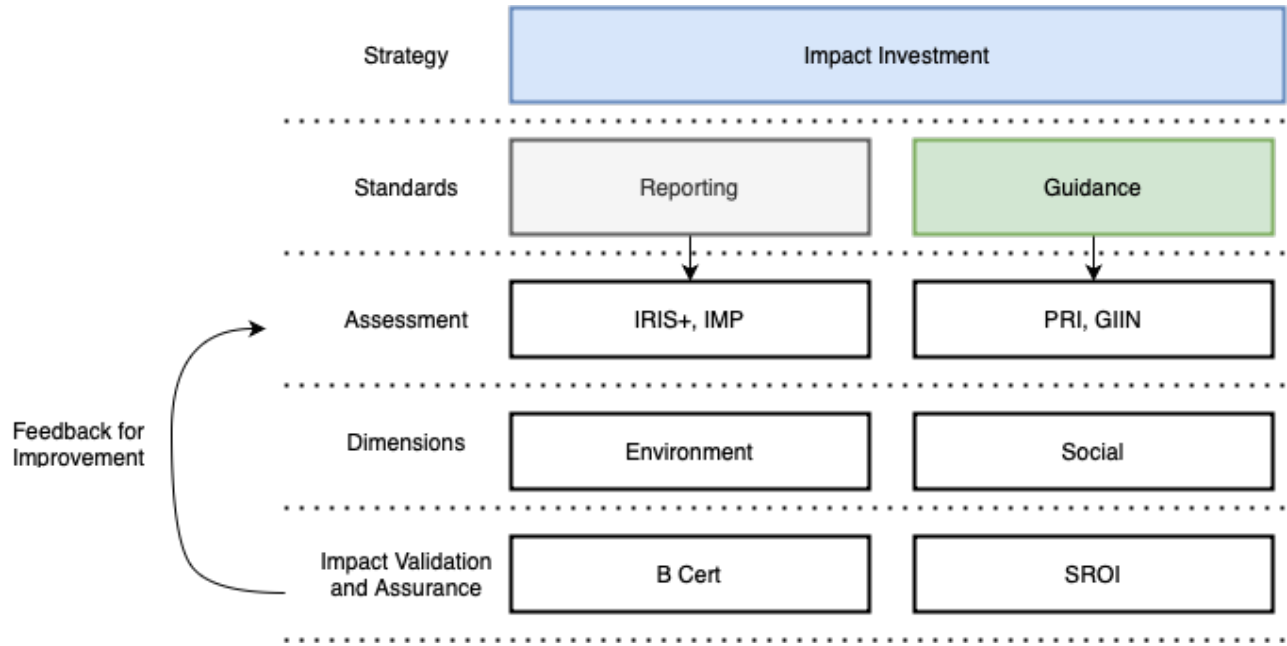 Strategy
Impact Investment
Standards
Reporting
Guidance
Assessment
IRIS+, IMP
PRI, GIIN
Feedback for
Improvement
Dimensions
Environment
Social
Impact Validation
and Assurance
B Cert
SROI